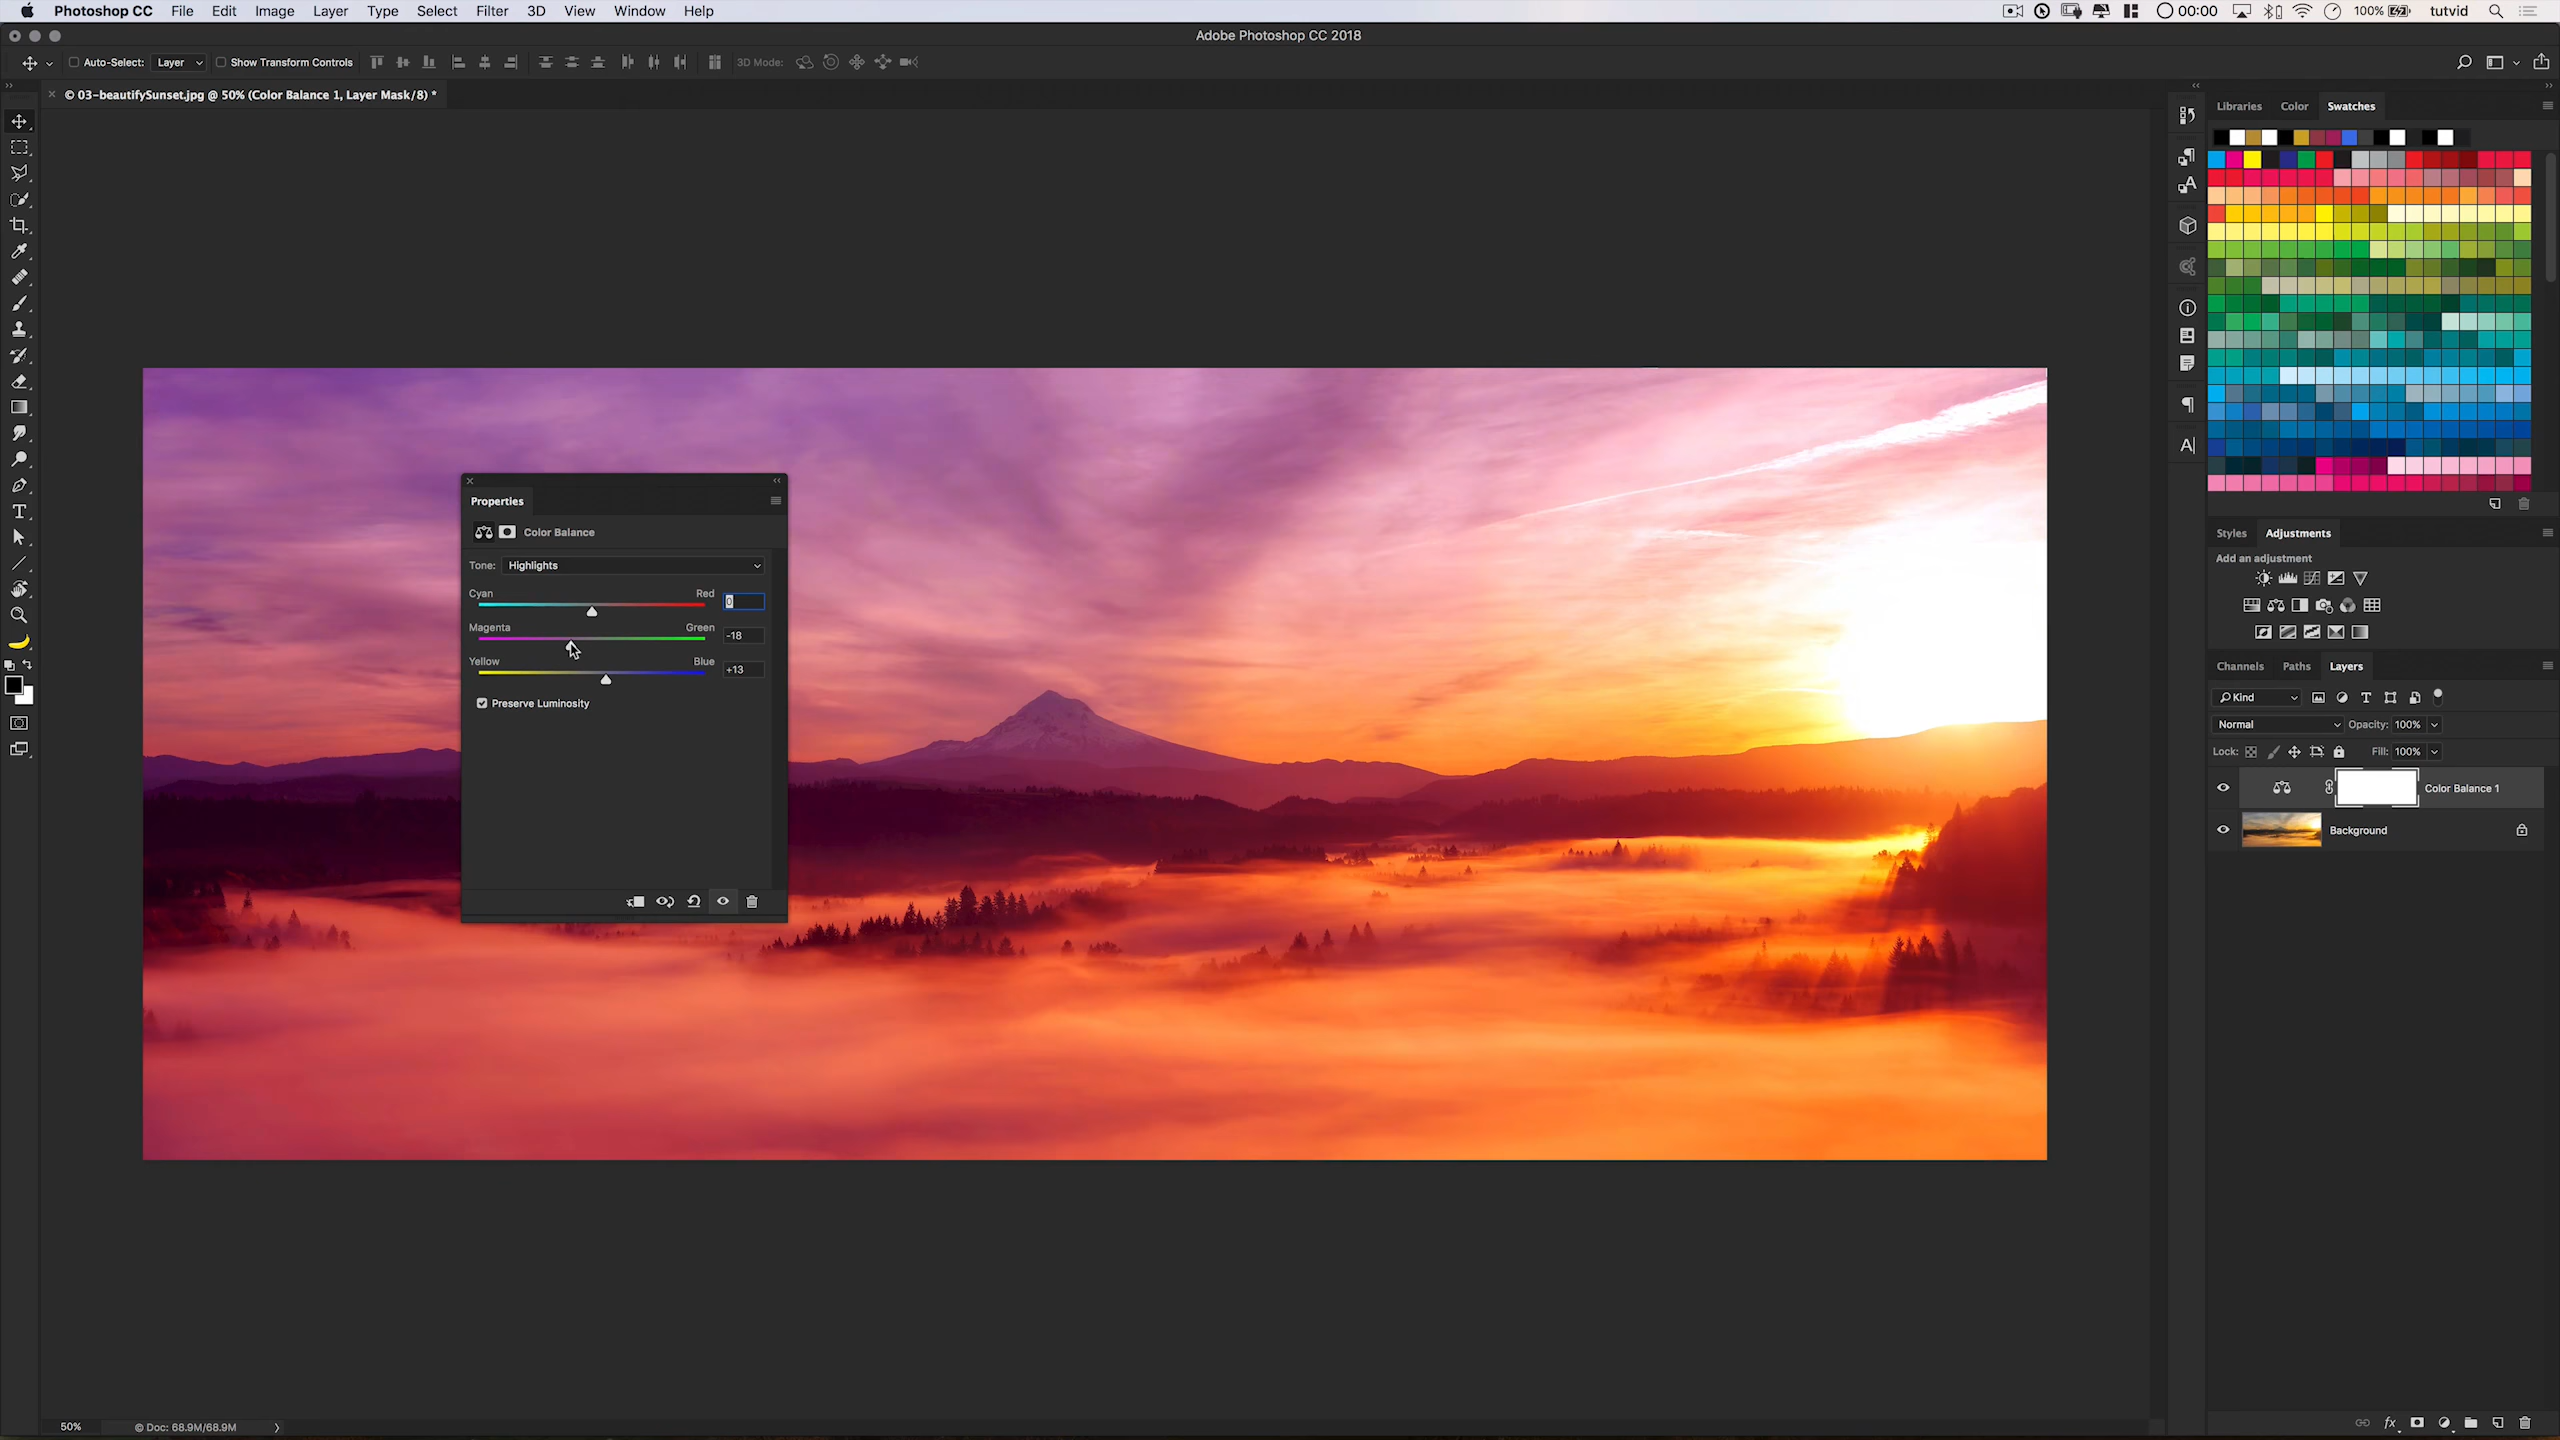 Photoshop CC File Edit Image Layer Type Select Filter 3D View Window Help 00:00 100% tutvid
Adobe Photoshop CC 2018
Auto-Select: Layer Show Transform Controls 3D Mode:
© 03-beautifySunset.jpg @ 50% (Color Balance 1, Layer Mask/8) *
Libraries Color Swatches
Properties
Color Balance
Tone: Highlights
Cyan Red 0
Magenta Green -18
Yellow Blue +13
Preserve Luminosity
Styles Adjustments
Add an adjustment
Channels Paths Layers
Kind
Normal Opacity: 100%
Lock: Fill: 100%
Color Balance 1
Background
50% © Doc: 68.9M/68.9M
fx